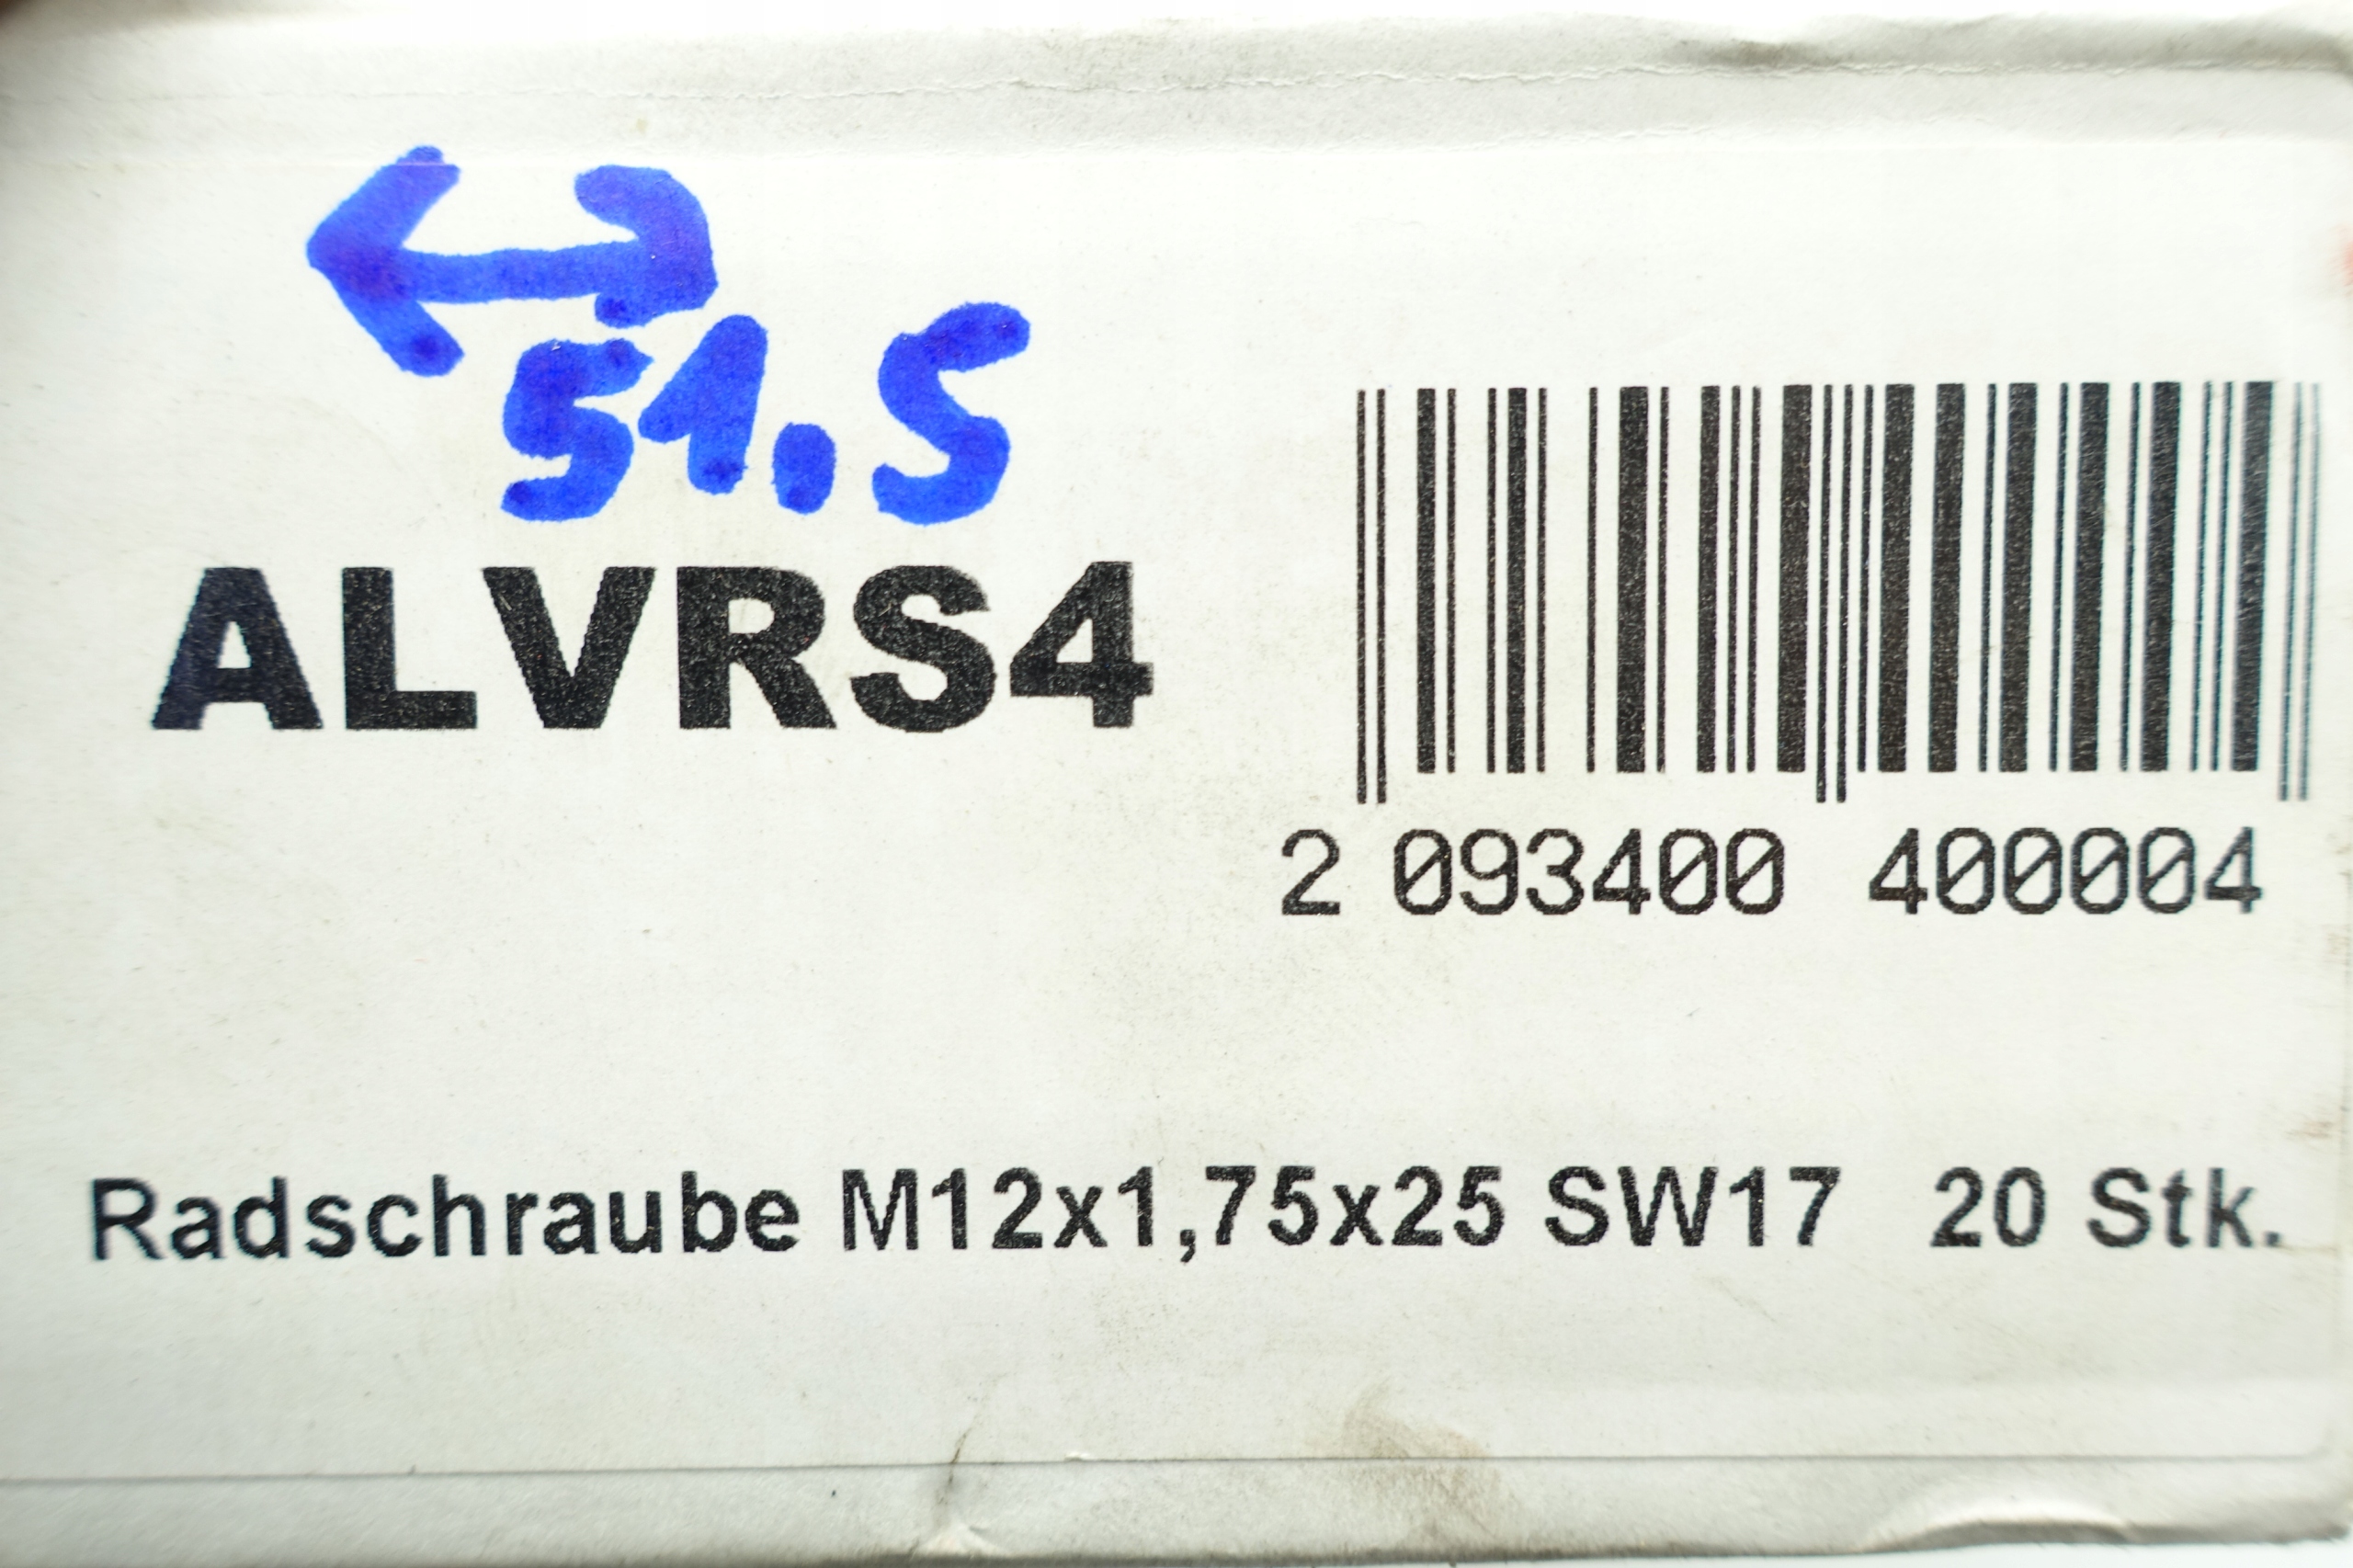 51.5
ALVRS4
2 093400 400004
Radschraube M12x1,75x25 SW17 20 Stk.